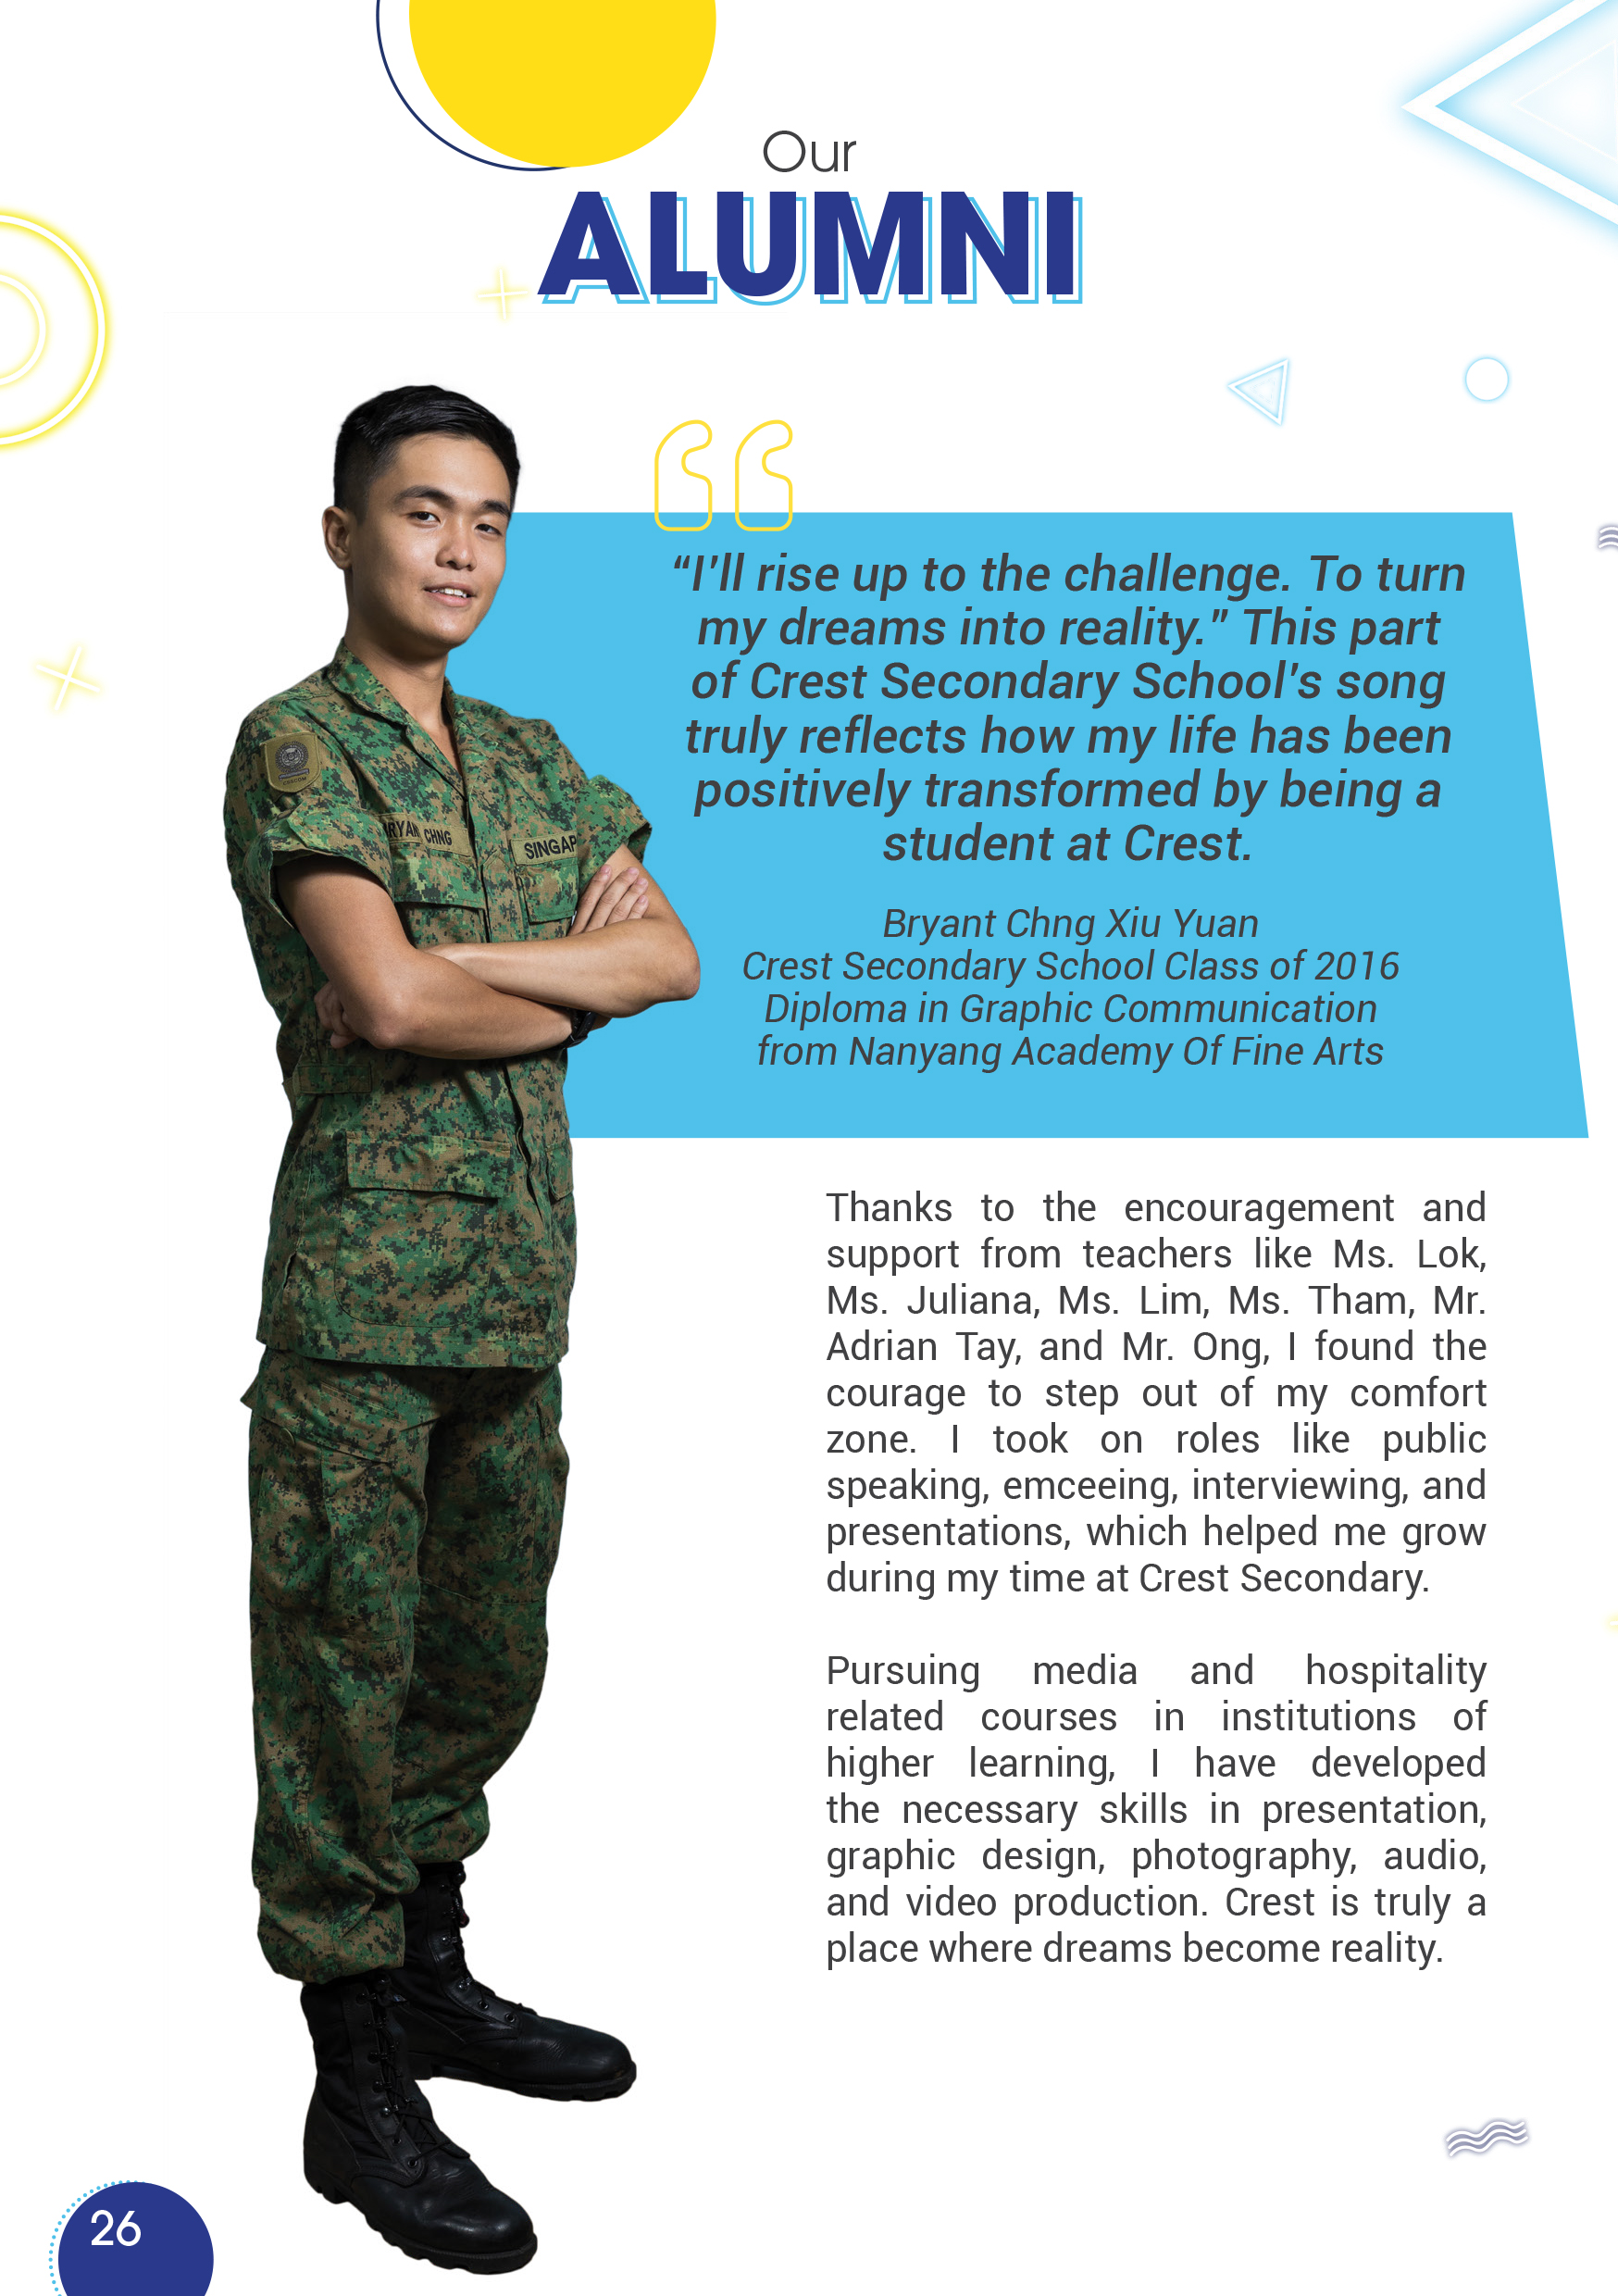 Our
ALUMNI
“I’ll rise up to the challenge. To turn
my dreams into reality.” This part
of Crest Secondary School’s song
truly reflects how my life has been
positively transformed by being a
student at Crest.
Bryant Chng Xiu Yuan
Crest Secondary School Class of 2016
Diploma in Graphic Communication
from Nanyang Academy Of Fine Arts
RYAN CHNG
SINGAP
Thanks to the encouragement and
support from teachers like Ms. Lok,
Ms. Juliana, Ms. Lim, Ms. Tham, Mr.
Adrian Tay, and Mr. Ong, I found the
courage to step out of my comfort
zone. I took on roles like public
speaking, emceeing, interviewing, and
presentations, which helped me grow
during my time at Crest Secondary.
Pursuing media and hospitality
related courses in institutions of
higher learning, I have developed
the necessary skills in presentation,
graphic design, photography, audio,
and video production. Crest is truly a
place where dreams become reality.
26